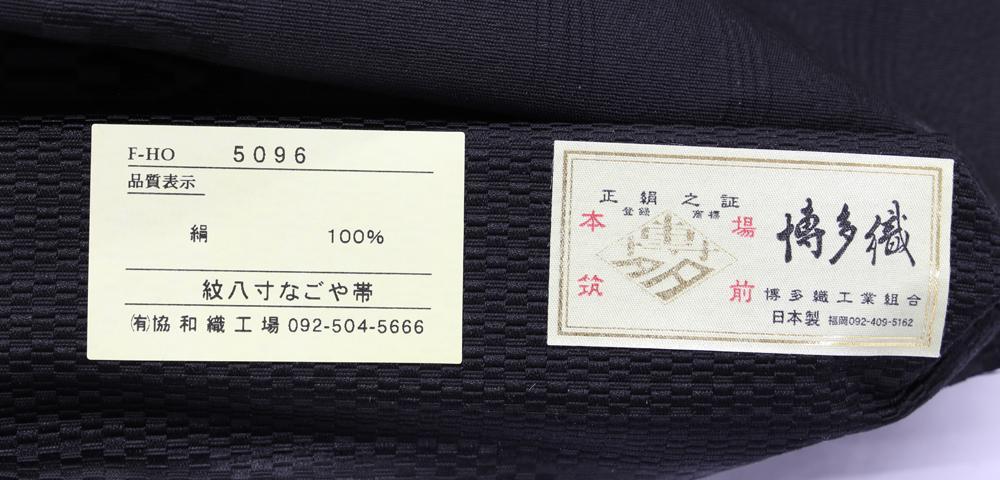 F-HO 5096
品質表示
絹 100%
紋八寸なごや帯
㈲協和織工場 092-504-5666
正絹之証
登録 商標
本場
筑前
博多織
博多織工業組合
日本製 福岡092-409-5162